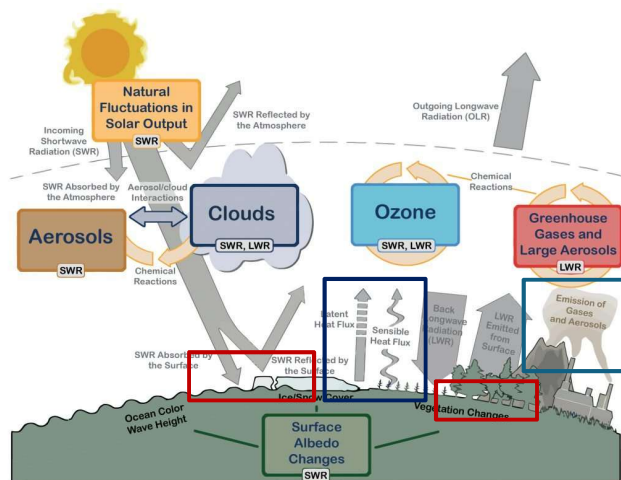 Natural
Fluctuations in
Solar Output
SWR
Incoming
Shortwave
Radiation (SWR)
SWR Reflected by
the Atmosphere
Outgoing Longwave
Radiation (OLR)
SWR Absorbed by
the Atmosphere
Aerosol/cloud
Interactions
Chemical
Reactions
Aerosols
SWR
Clouds
SWR, LWR
Ozone
SWR, LWR
Greenhouse
Gases and
Large Aerosols
LWR
Chemical
Reactions
Latent
Heat Flux
Sensible
Heat Flux
Back
Longwave
Radiation
(LWR)
LWR
Emitted
from
Surface
Emission of
Gases
and Aerosols
SWR Absorbed by
the Surface
SWR Reflected by
the Surface
Ice/Snow Cover
Vegetation Changes
Ocean Color
Wave Height
Surface
Albedo
Changes
SWR